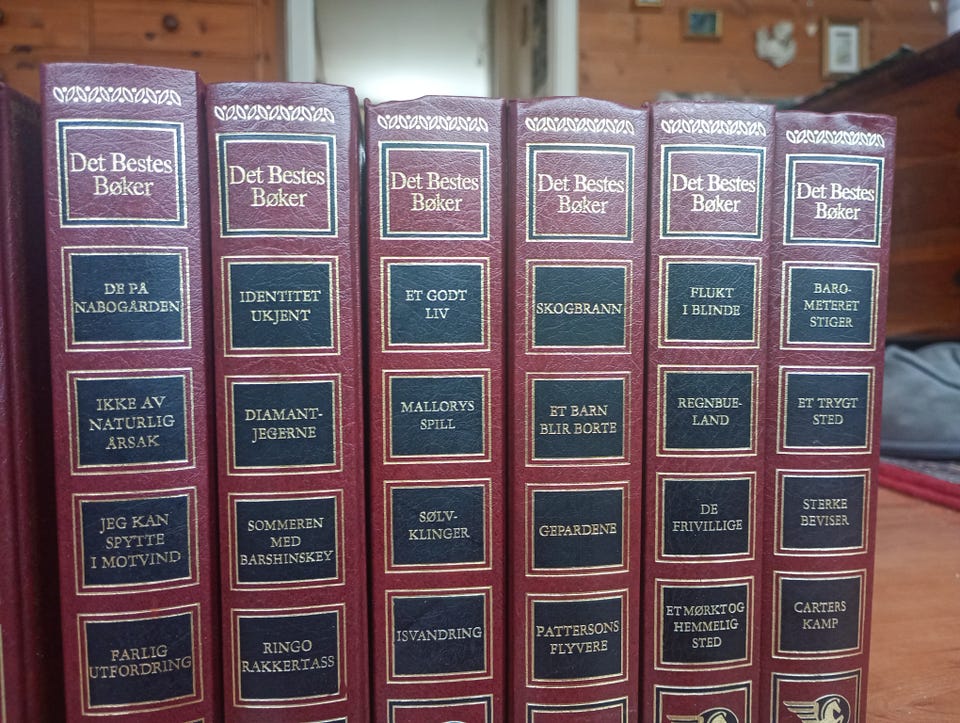 Det Bestes
Bøker
DE PÅ
NABOGÅRDEN
IKKE AV
NATURLIG
ÅRSAK
JEG KAN
SPYTTE
I MOTVIND
FARLIG
UTFORDRING
Det Bestes
Bøker
IDENTITET
UKJENT
DIAMANT-
JEGERNE
SOMMEREN
MED
BARSHINSKEY
RINGO
RAKKERTASS
Det Bestes
Bøker
ET GODT
LIV
MALLORYS
SPILL
SØLV-
KLINGER
ISVANDRING
Det Bestes
Bøker
SKOGBRANN
ET BARN
BLIR BORTE
GEPARDENE
PATTERSONS
FLYVERE
Det Bestes
Bøker
FLUKT
I BLINDE
REGNBUE-
LAND
DE
FRIVILLIGE
ET MØRKT OG
HEMMELIG
STED
Det Bestes
Bøker
BARO-
METERET
STIGER
ET TRYGT
STED
STERKE
BEVISER
CARTERS
KAMP